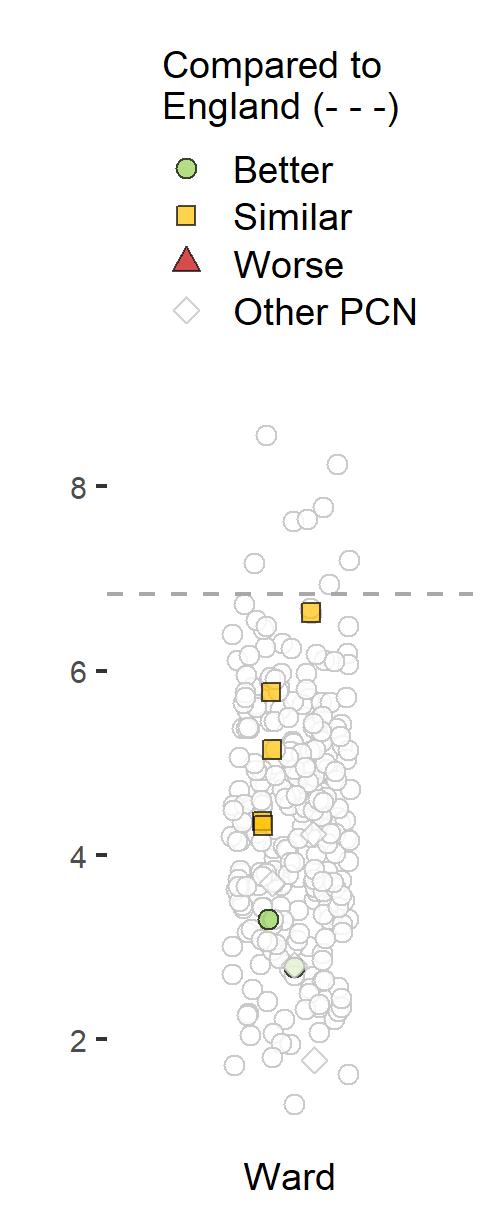 Compared to
England (- - -)
Better
Similar
Worse
Other PCN
8
6
4
2
Ward